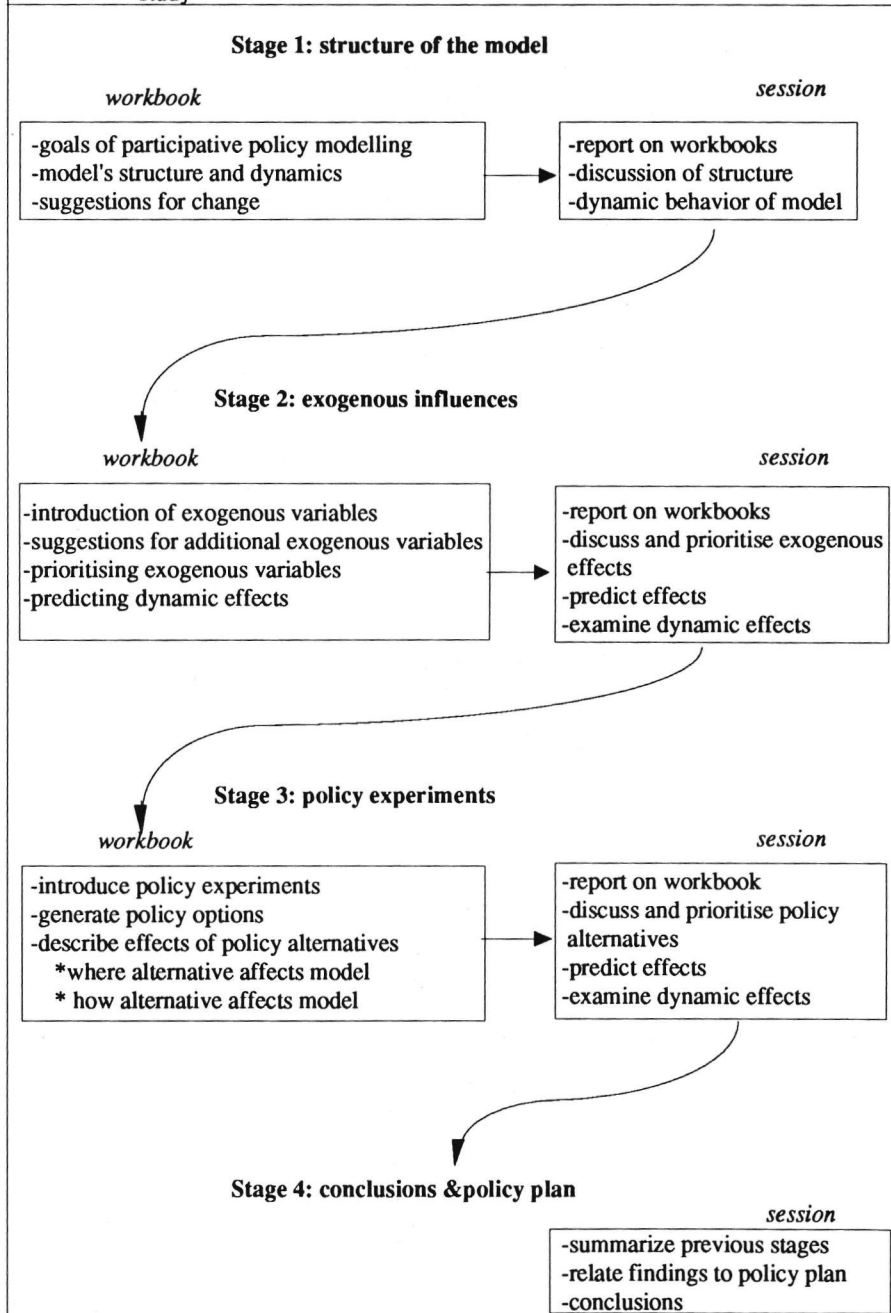 Stage 1: structure of the model
workbook
session
-goals of participative policy modelling
-model's structure and dynamics
-suggestions for change
-report on workbooks
-discussion of structure
-dynamic behavior of model
Stage 2: exogenous influences
workbook
session
-introduction of exogenous variables
-suggestions for additional exogenous variables
-prioritising exogenous variables
-predicting dynamic effects
-report on workbooks
-discuss and prioritise exogenous
effects
-predict effects
-examine dynamic effects
Stage 3: policy experiments
workbook
session
-introduce policy experiments
-generate policy options
-describe effects of policy alternatives
*where alternative affects model
* how alternative affects model
-report on workbook
-discuss and prioritise policy
alternatives
-predict effects
-examine dynamic effects
Stage 4: conclusions &policy plan
session
-summarize previous stages
-relate findings to policy plan
-conclusions